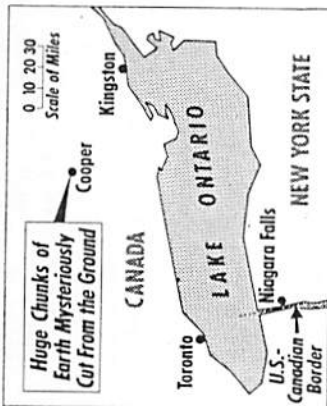 Huge Chunks of
Earth Mysteriously
Cut From the Ground
0 10 20 30
Scale of Miles
Cooper
Kingston
CANADA
Toronto
LAKE ONTARIO
Niagara Falls
U.S.-
Canadian
Border
NEW YORK STATE